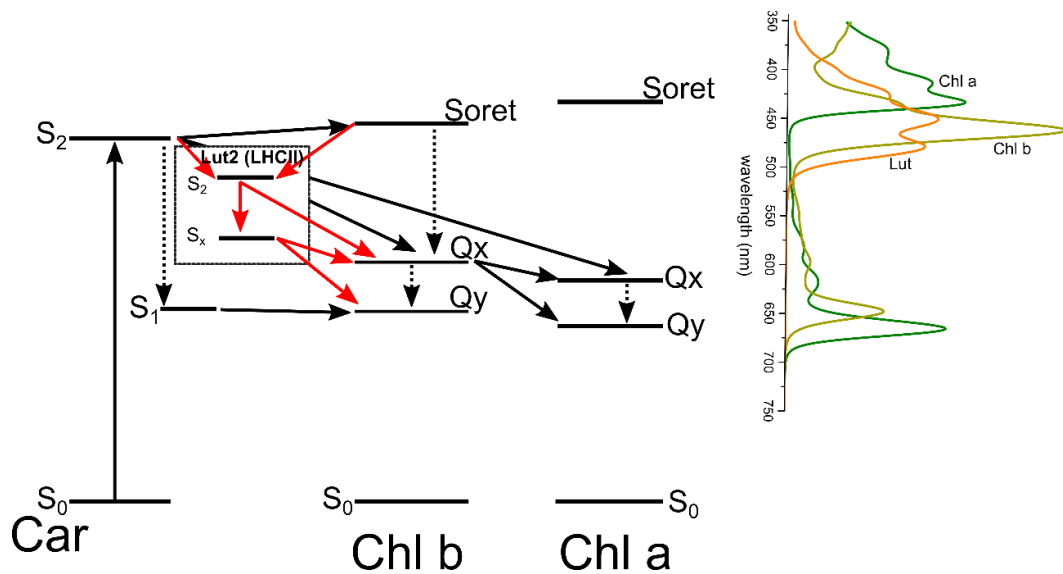 S₂
Lut2 (LHCII)
S₂
Sₓ
S₁
S₀
Car
Soret
Qx
Qy
S₀
Chl b
Soret
Qx
Qy
S₀
Chl a
350
400
450
500
550
600
650
700
750
wavelength (nm)
Chl a
Chl b
Lut